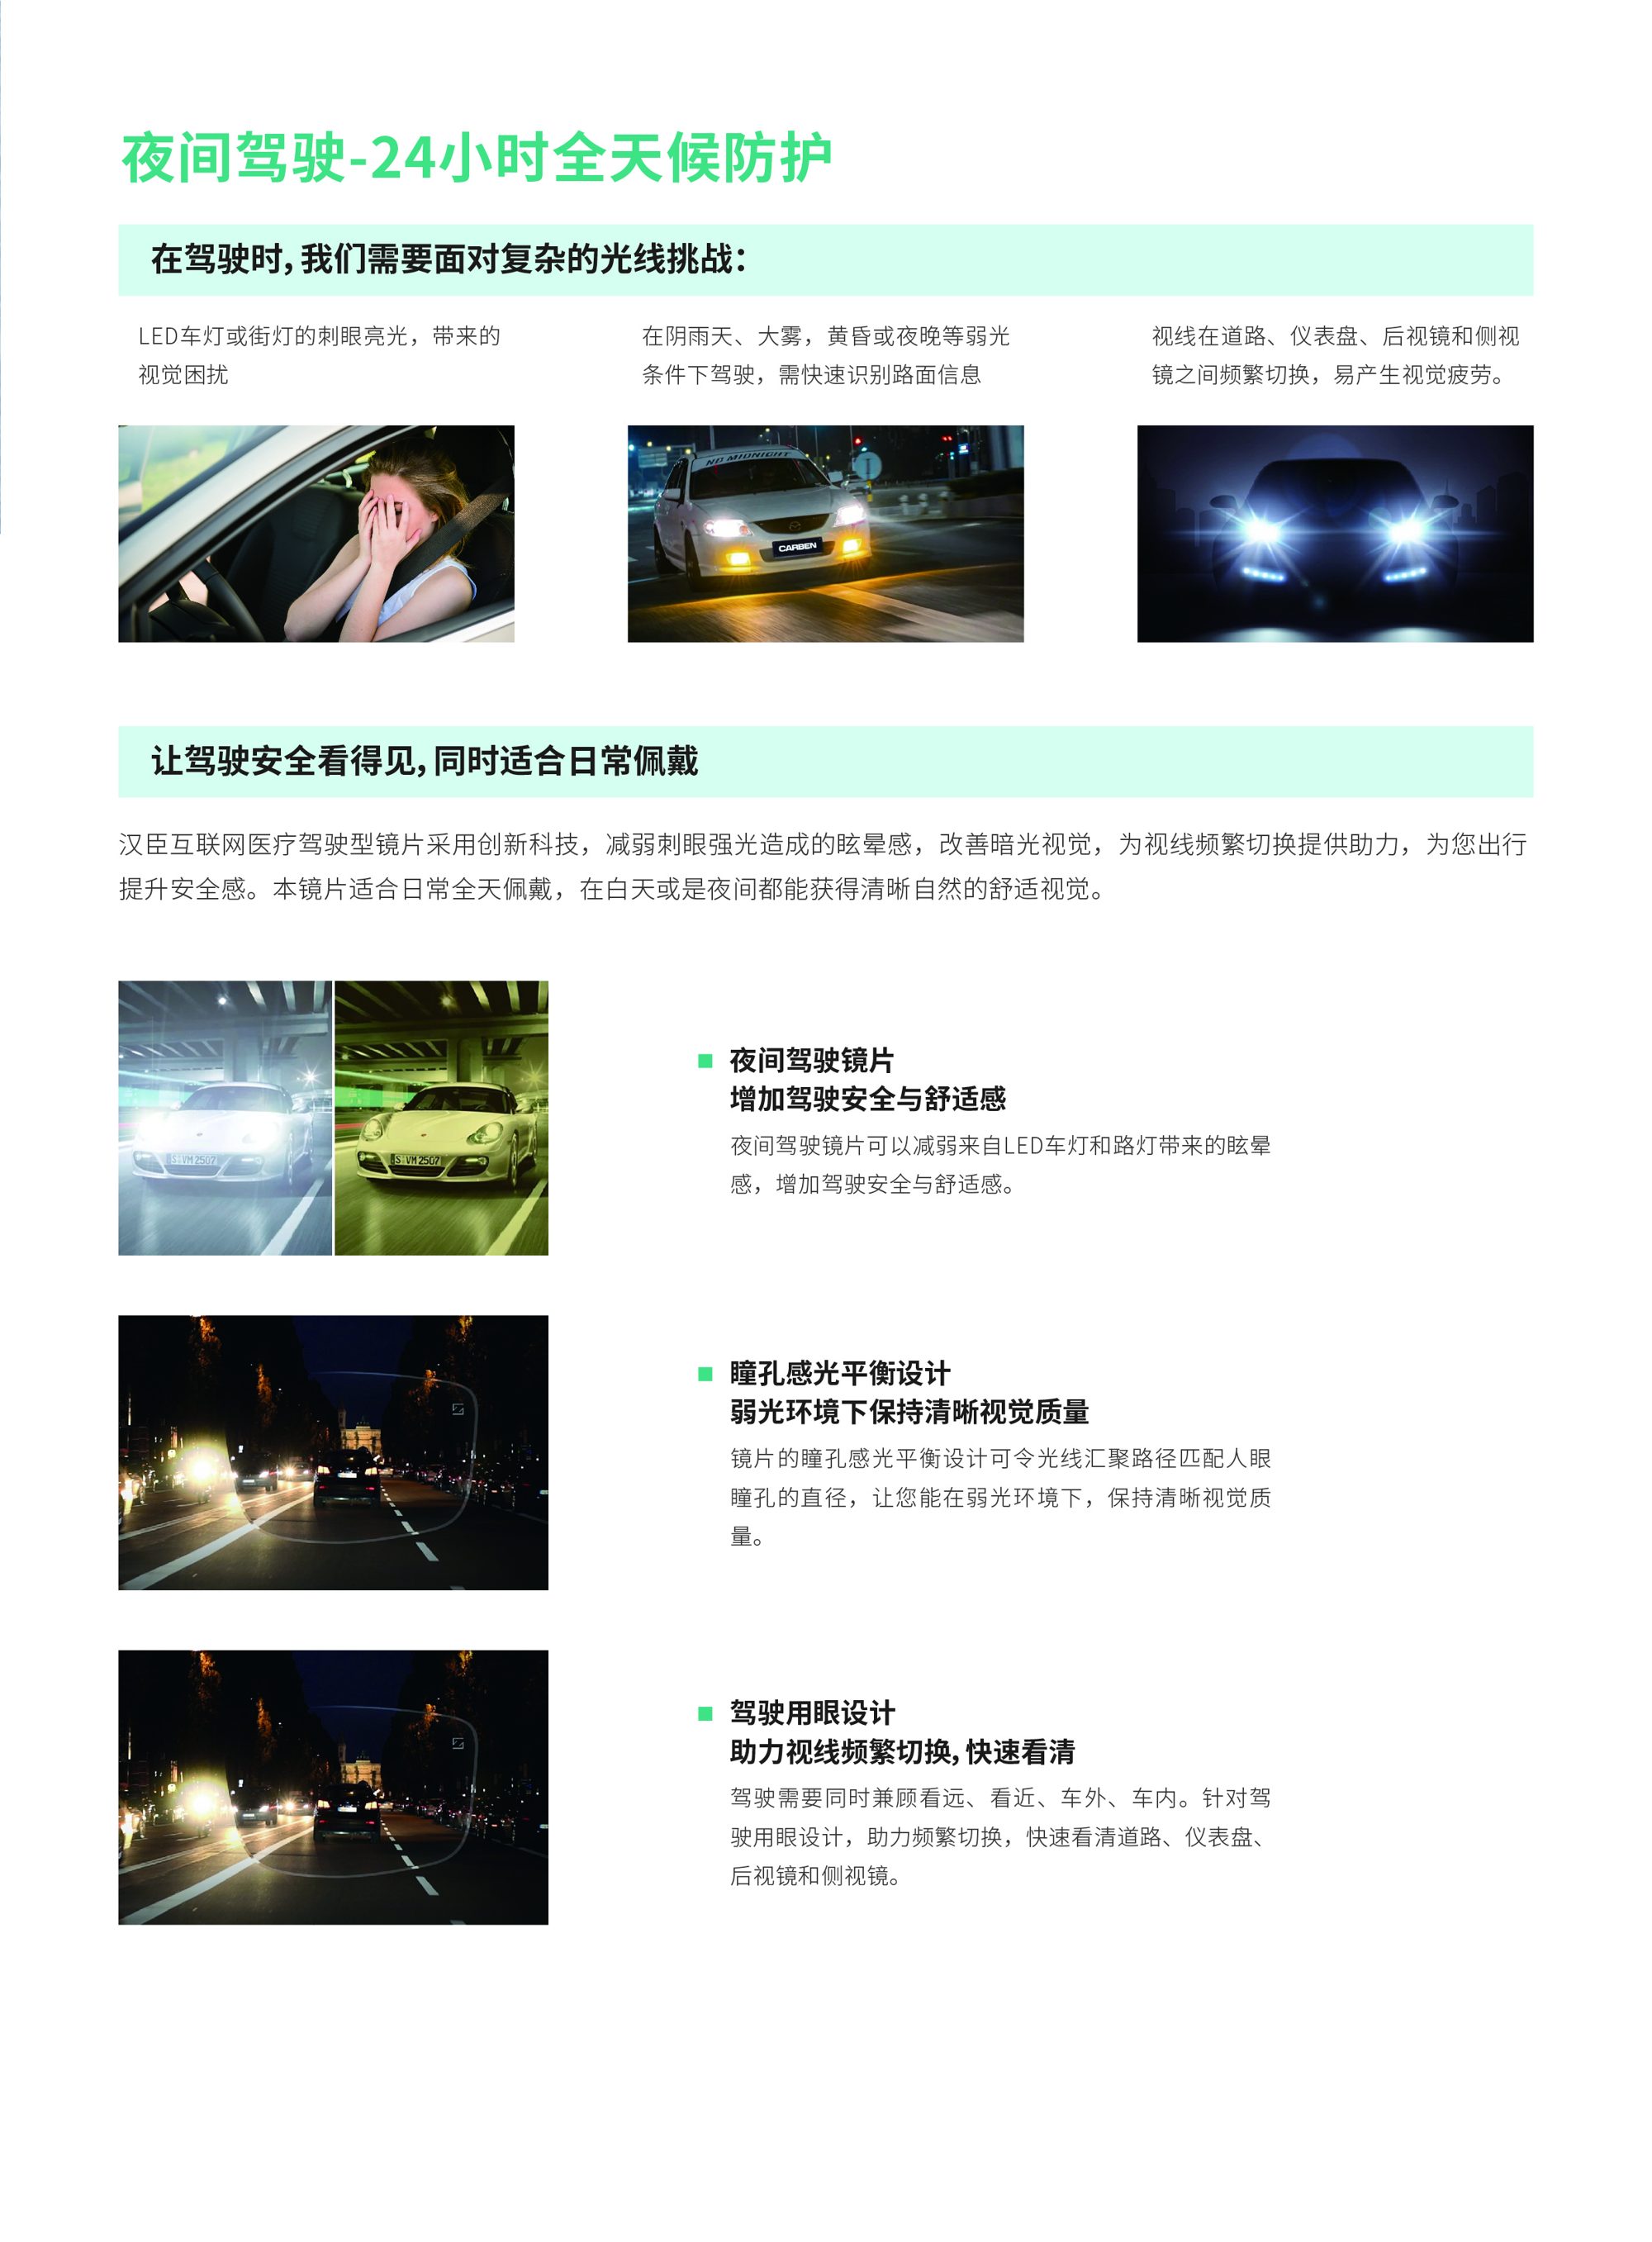 夜间驾驶-24小时全天候防护
在驾驶时，我们需要面对复杂的光线挑战：
LED车灯或街灯的刺眼亮光，带来的
视觉困扰
在阴雨天、大雾，黄昏或夜晚等弱光
条件下驾驶，需快速识别路面信息
视线在道路、仪表盘、后视镜和侧视
镜之间频繁切换，易产生视觉疲劳。
NO MIDNIGHT
CARBEN
让驾驶安全看得见，同时适合日常佩戴
汉臣互联网医疗驾驶型镜片采用创新科技，减弱刺眼强光造成的眩晕感，改善暗光视觉，为视线频繁切换提供助力，为您出行
提升安全感。本镜片适合日常全天佩戴，在白天或是夜间都能获得清晰自然的舒适视觉。
S·VM 2507
S·VM 2507
夜间驾驶镜片
增加驾驶安全与舒适感
夜间驾驶镜片可以减弱来自LED车灯和路灯带来的眩晕
感，增加驾驶安全与舒适感。
瞳孔感光平衡设计
弱光环境下保持清晰视觉质量
镜片的瞳孔感光平衡设计可令光线汇聚路径匹配人眼
瞳孔的直径，让您能在弱光环境下，保持清晰视觉质
量。
驾驶用眼设计
助力视线频繁切换，快速看清
驾驶需要同时兼顾看远、看近、车外、车内。针对驾
驶用眼设计，助力频繁切换，快速看清道路、仪表盘、
后视镜和侧视镜。